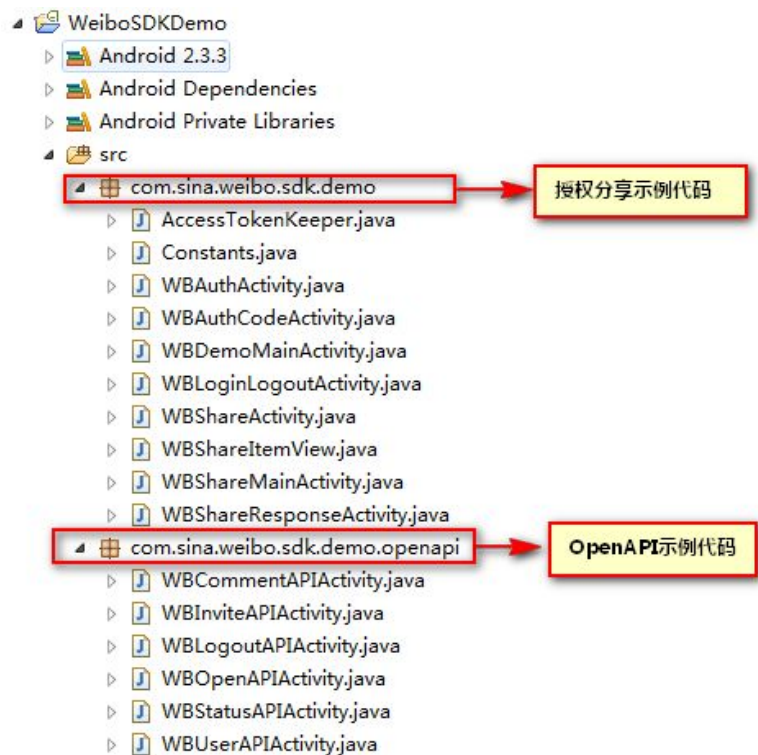 WeiboSDKDemo
Android 2.3.3
Android Dependencies
Android Private Libraries
src
com.sina.weibo.sdk.demo 授权分享示例代码
AccessTokenKeeper.java
Constants.java
WBAuthActivity.java
WBAuthCodeActivity.java
WBDemoMainActivity.java
WBLoginLogoutActivity.java
WBShareActivity.java
WBShareItemView.java
WBShareMainActivity.java
WBShareResponseActivity.java
com.sina.weibo.sdk.demo.openapi OpenAPI示例代码
WBCommentAPIActivity.java
WBInviteAPIActivity.java
WBLogoutAPIActivity.java
WBOpenAPIActivity.java
WBStatusAPIActivity.java
WBUserAPIActivity.java